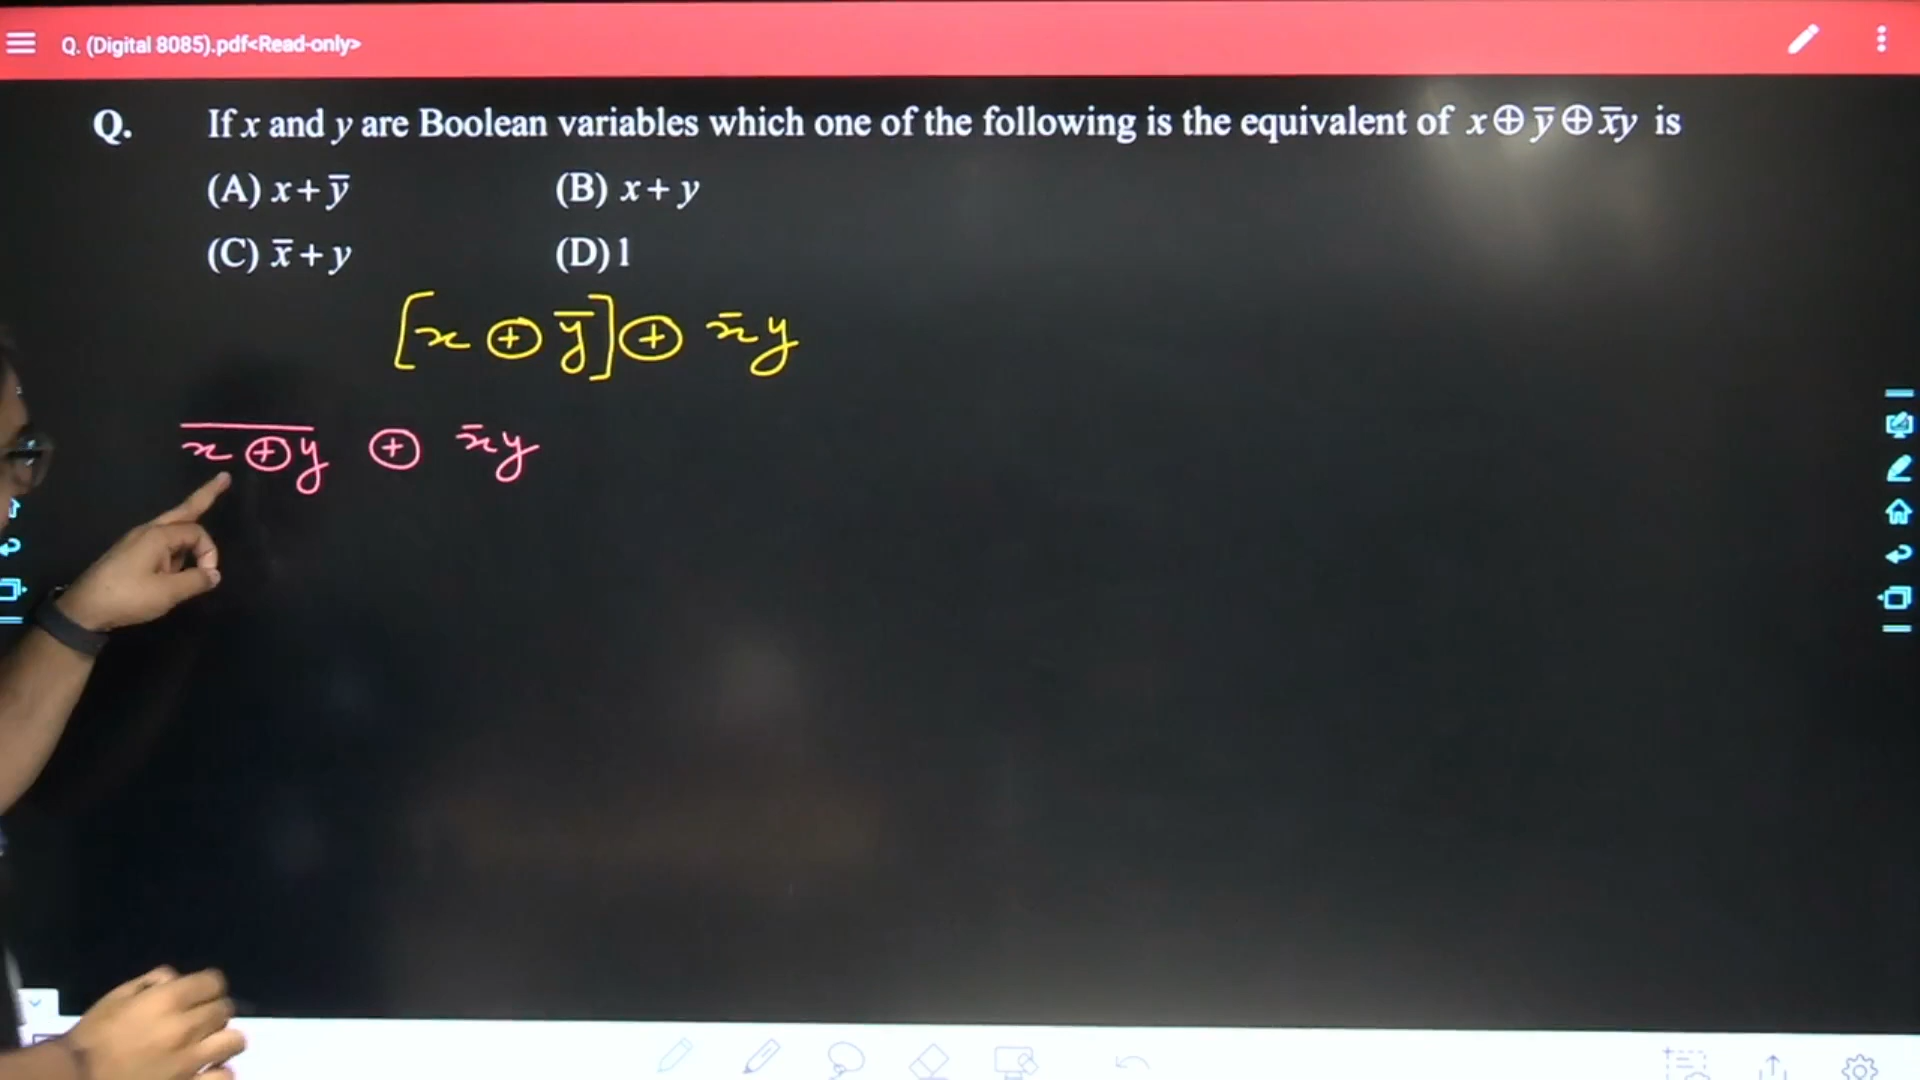 Q. (Digital 8085).pdf<Read-only>
Q. If x and y are Boolean variables which one of the following is the equivalent of x⊕y̅⊕x̅y is
(A) x+y̅ (B) x+y
(C) x̅+y (D) 1
[x ⊕ y̅] ⊕ x̅y
\overline{x ⊕ y} ⊕ x̅y